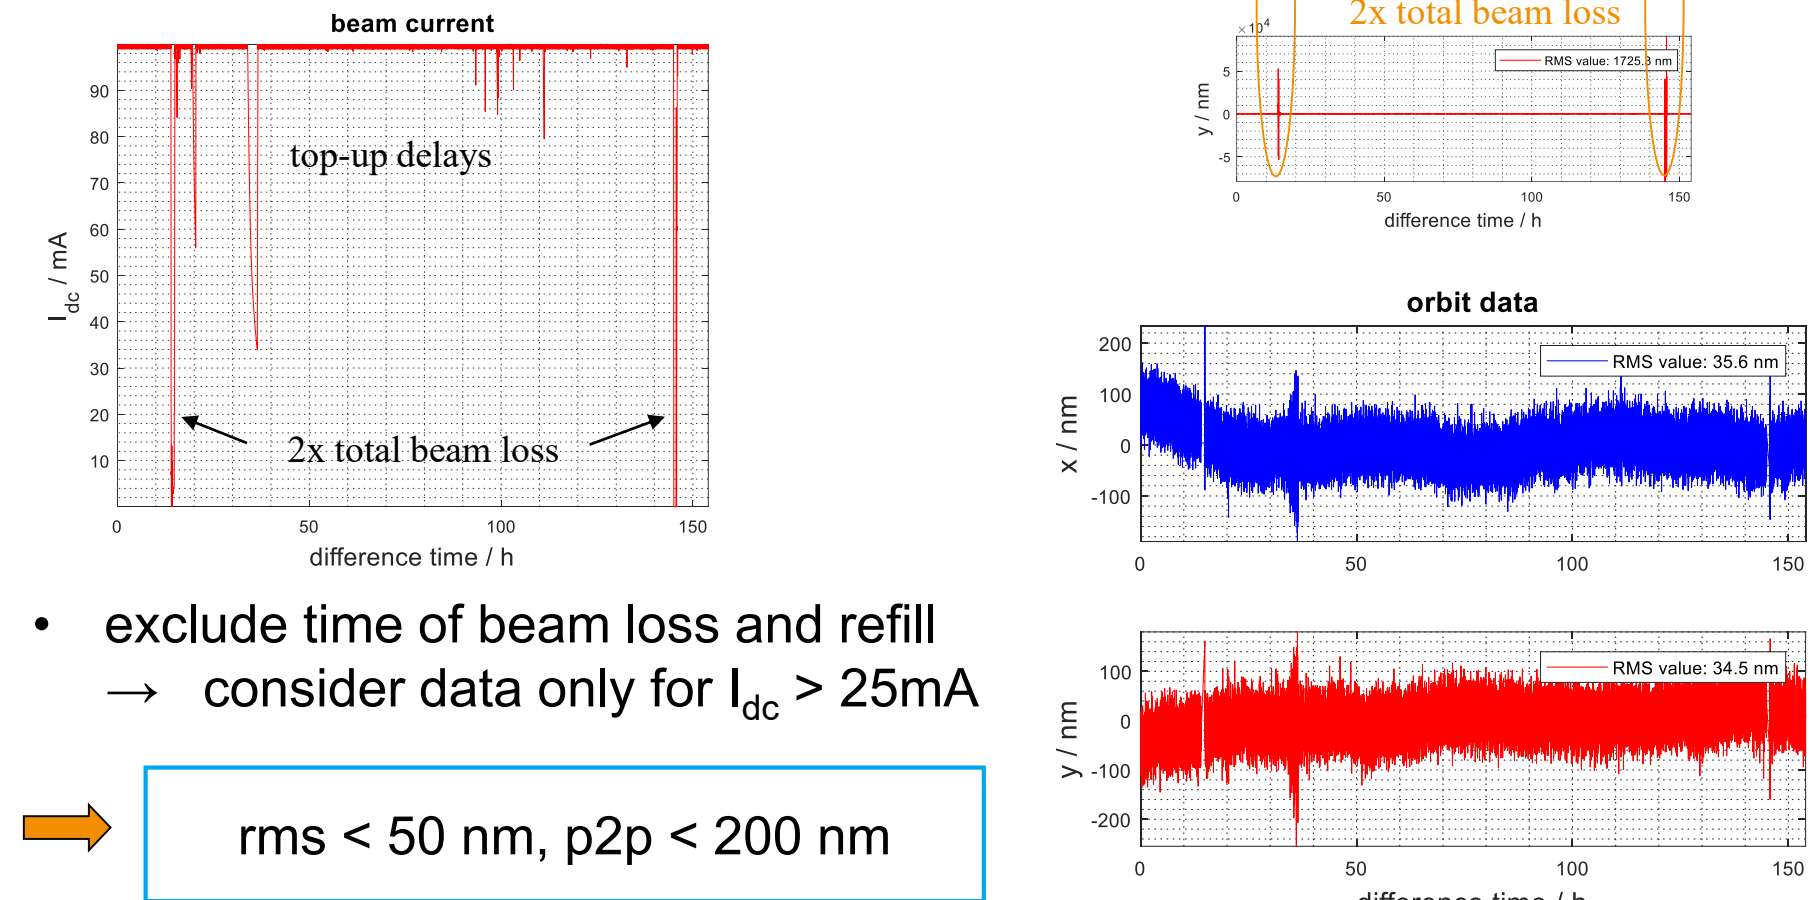 beam current
90
80
70
60
50
40
30
20
10
I_dc / mA
top-up delays
2x total beam loss
0 50 100 150
difference time / h
• exclude time of beam loss and refill
→ consider data only for I_dc > 25mA
rms < 50 nm, p2p < 200 nm
2x total beam loss
×10^4
RMS value: 1725.3 nm
5
0
-5
y / nm
0 50 100 150
difference time / h
orbit data
RMS value: 35.6 nm
200
100
0
-100
x / nm
0 50 100 150
RMS value: 34.5 nm
100
0
-100
-200
y / nm
0 50 100 150
difference time / h